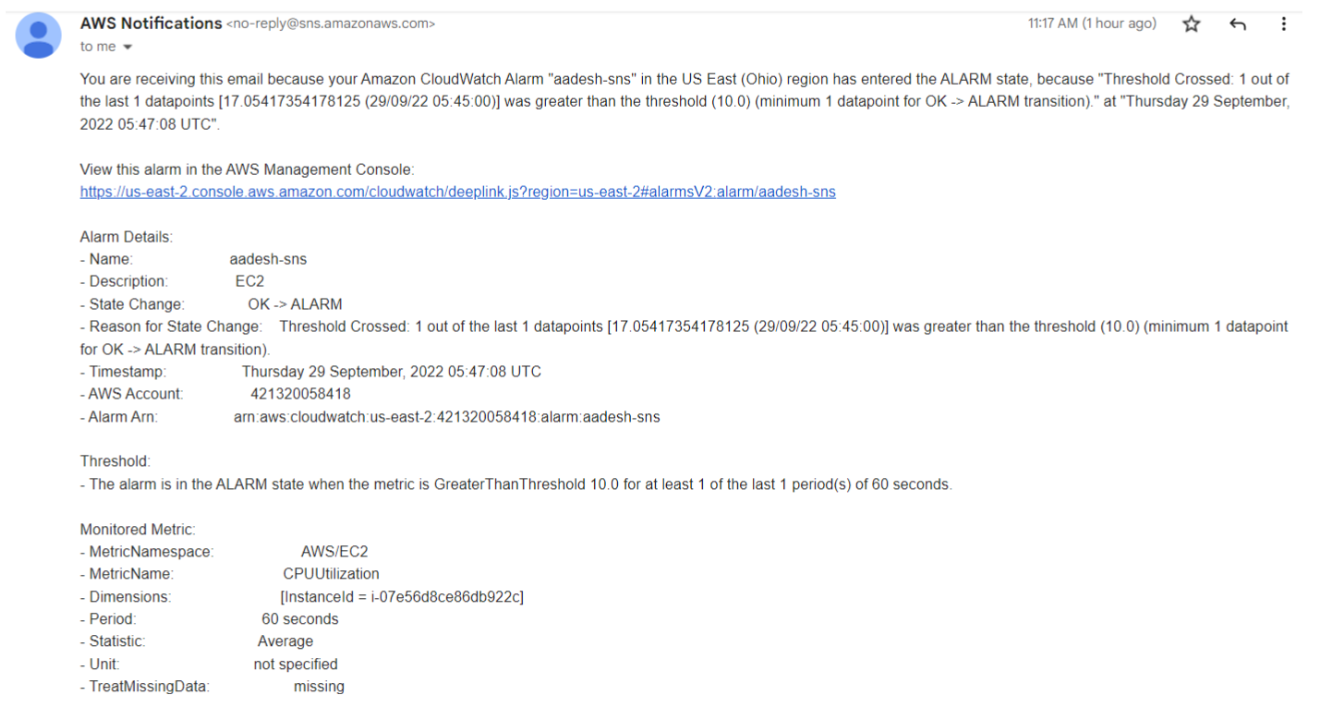 AWS Notifications <no-reply@sns.amazonaws.com> 11:17 AM (1 hour ago)
to me
You are receiving this email because your Amazon CloudWatch Alarm "aadesh-sns" in the US East (Ohio) region has entered the ALARM state, because "Threshold Crossed: 1 out of
the last 1 datapoints [17.05417354178125 (29/09/22 05:45:00)] was greater than the threshold (10.0) (minimum 1 datapoint for OK -> ALARM transition)." at "Thursday 29 September,
2022 05:47:08 UTC".
View this alarm in the AWS Management Console:
https://us-east-2.console.aws.amazon.com/cloudwatch/deeplink.js?region=us-east-2#alarmsV2:alarm/aadesh-sns
Alarm Details:
- Name: aadesh-sns
- Description: EC2
- State Change: OK -> ALARM
- Reason for State Change: Threshold Crossed: 1 out of the last 1 datapoints [17.05417354178125 (29/09/22 05:45:00)] was greater than the threshold (10.0) (minimum 1 datapoint
for OK -> ALARM transition).
- Timestamp: Thursday 29 September, 2022 05:47:08 UTC
- AWS Account: 421320058418
- Alarm Arn: arn:aws:cloudwatch:us-east-2:421320058418:alarm:aadesh-sns
Threshold:
- The alarm is in the ALARM state when the metric is GreaterThanThreshold 10.0 for at least 1 of the last 1 period(s) of 60 seconds.
Monitored Metric:
- MetricNamespace: AWS/EC2
- MetricName: CPUUtilization
- Dimensions: [InstanceId = i-07e56d8ce86db922c]
- Period: 60 seconds
- Statistic: Average
- Unit: not specified
- TreatMissingData: missing